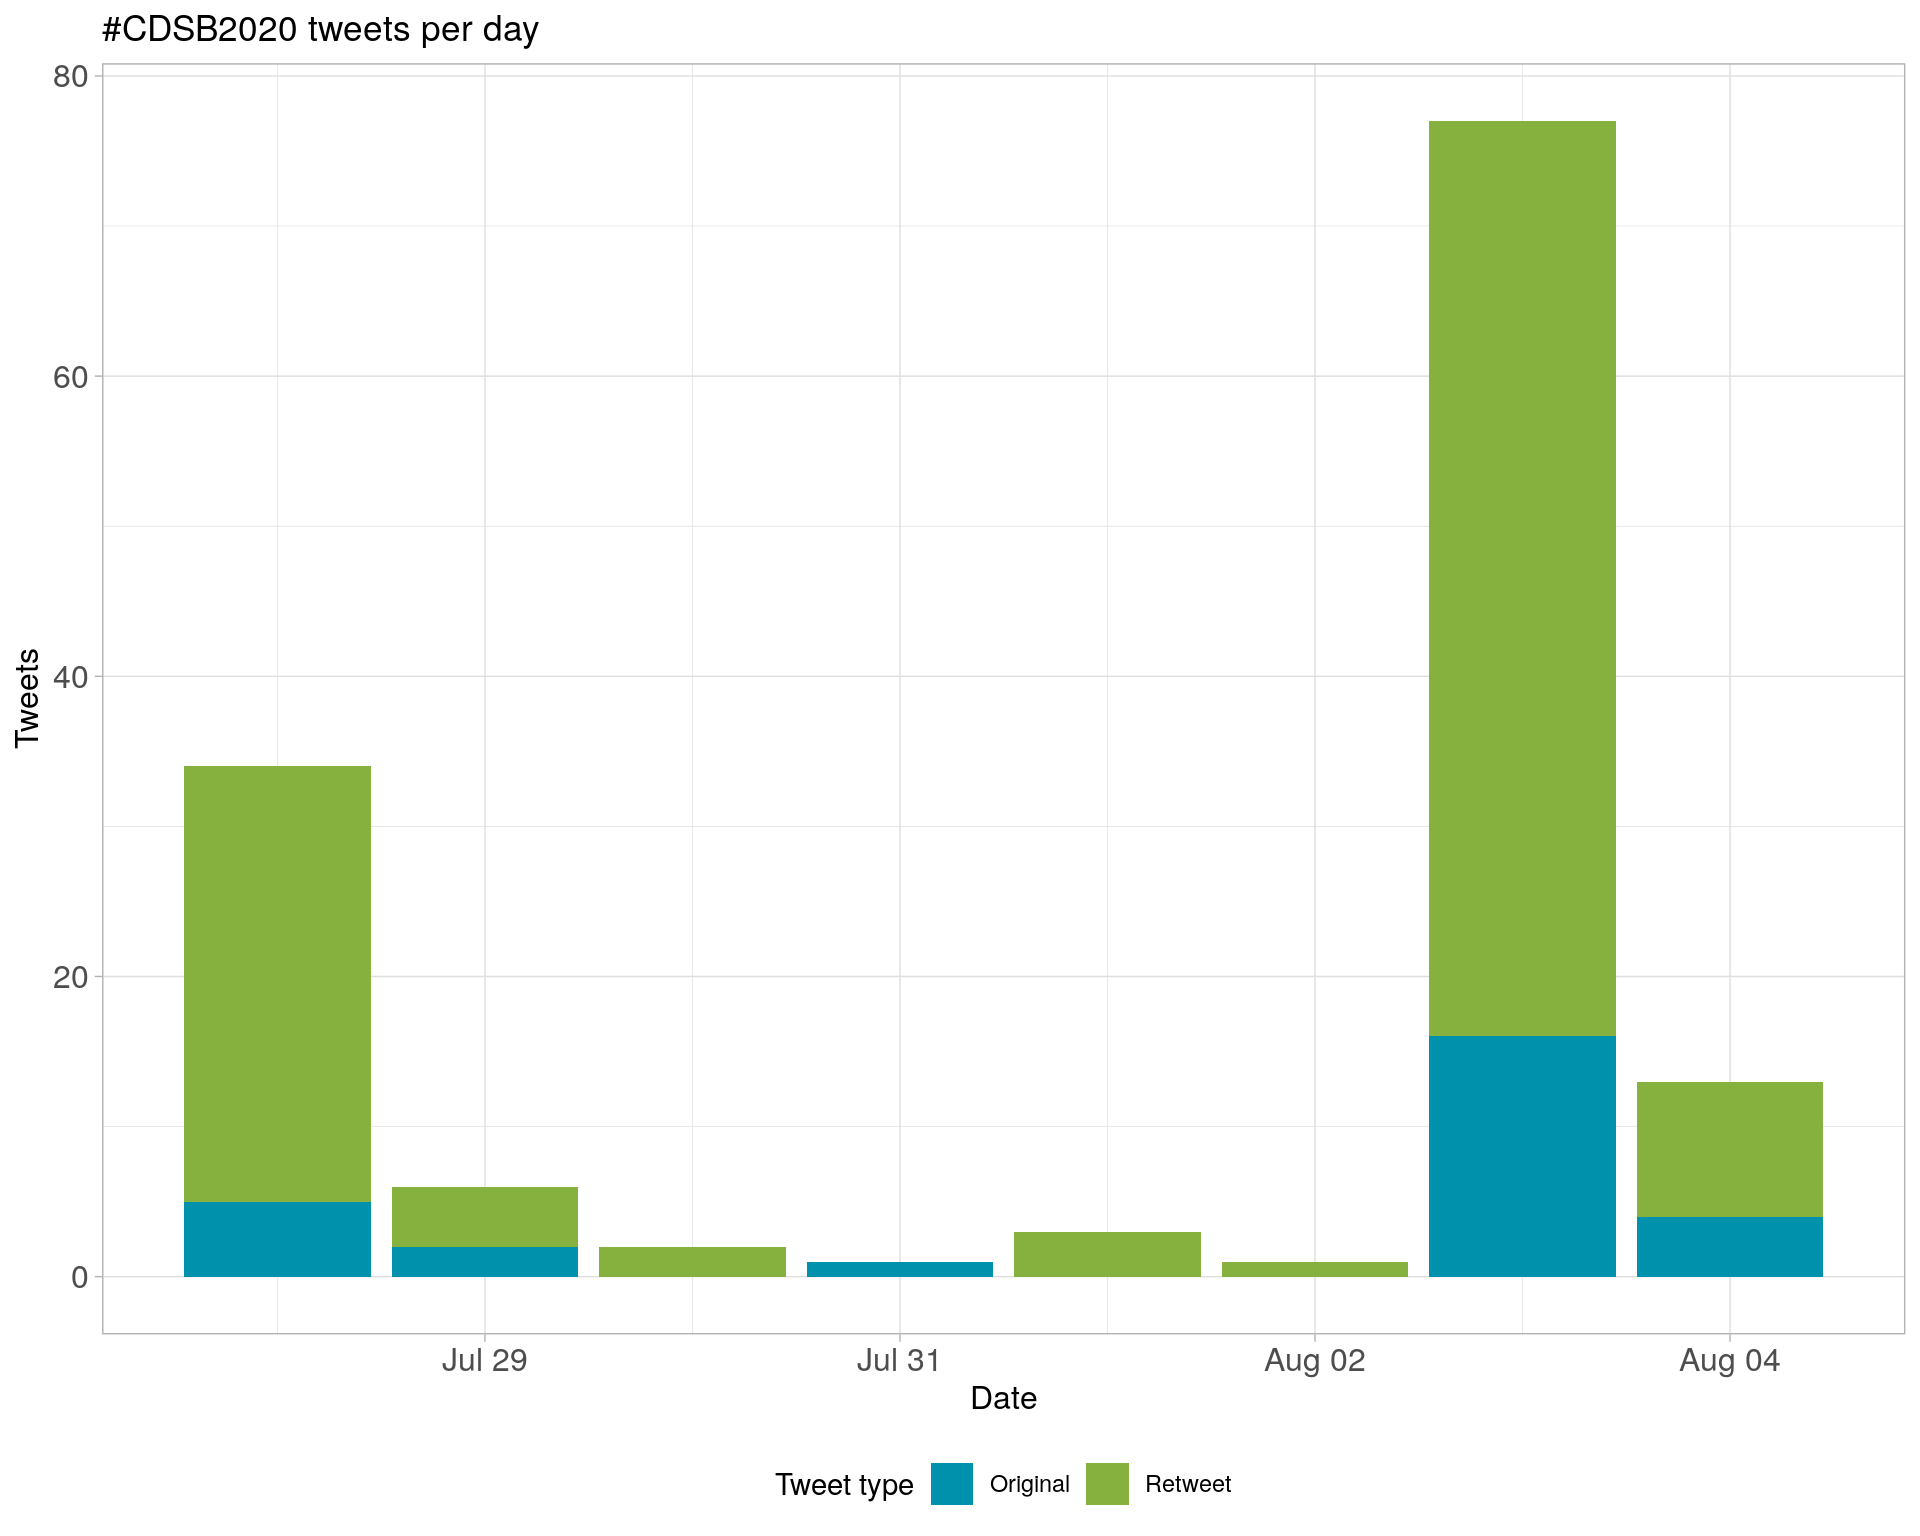 #CDSB2020 tweets per day
80
60
40
20
0
Tweets
Jul 29 Jul 31 Aug 02 Aug 04
Date
Tweet type Original Retweet